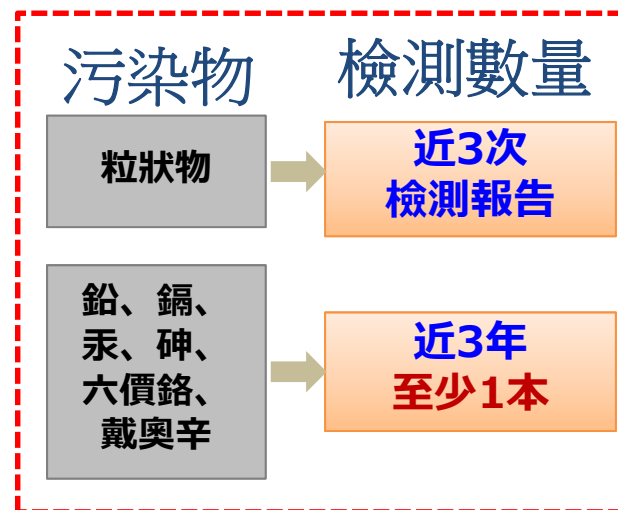 污染物
檢測數量
粒狀物
近3次
檢測報告
鉛、鎘、
汞、砷、
六價鉻、
戴奧辛
近3年
至少1本